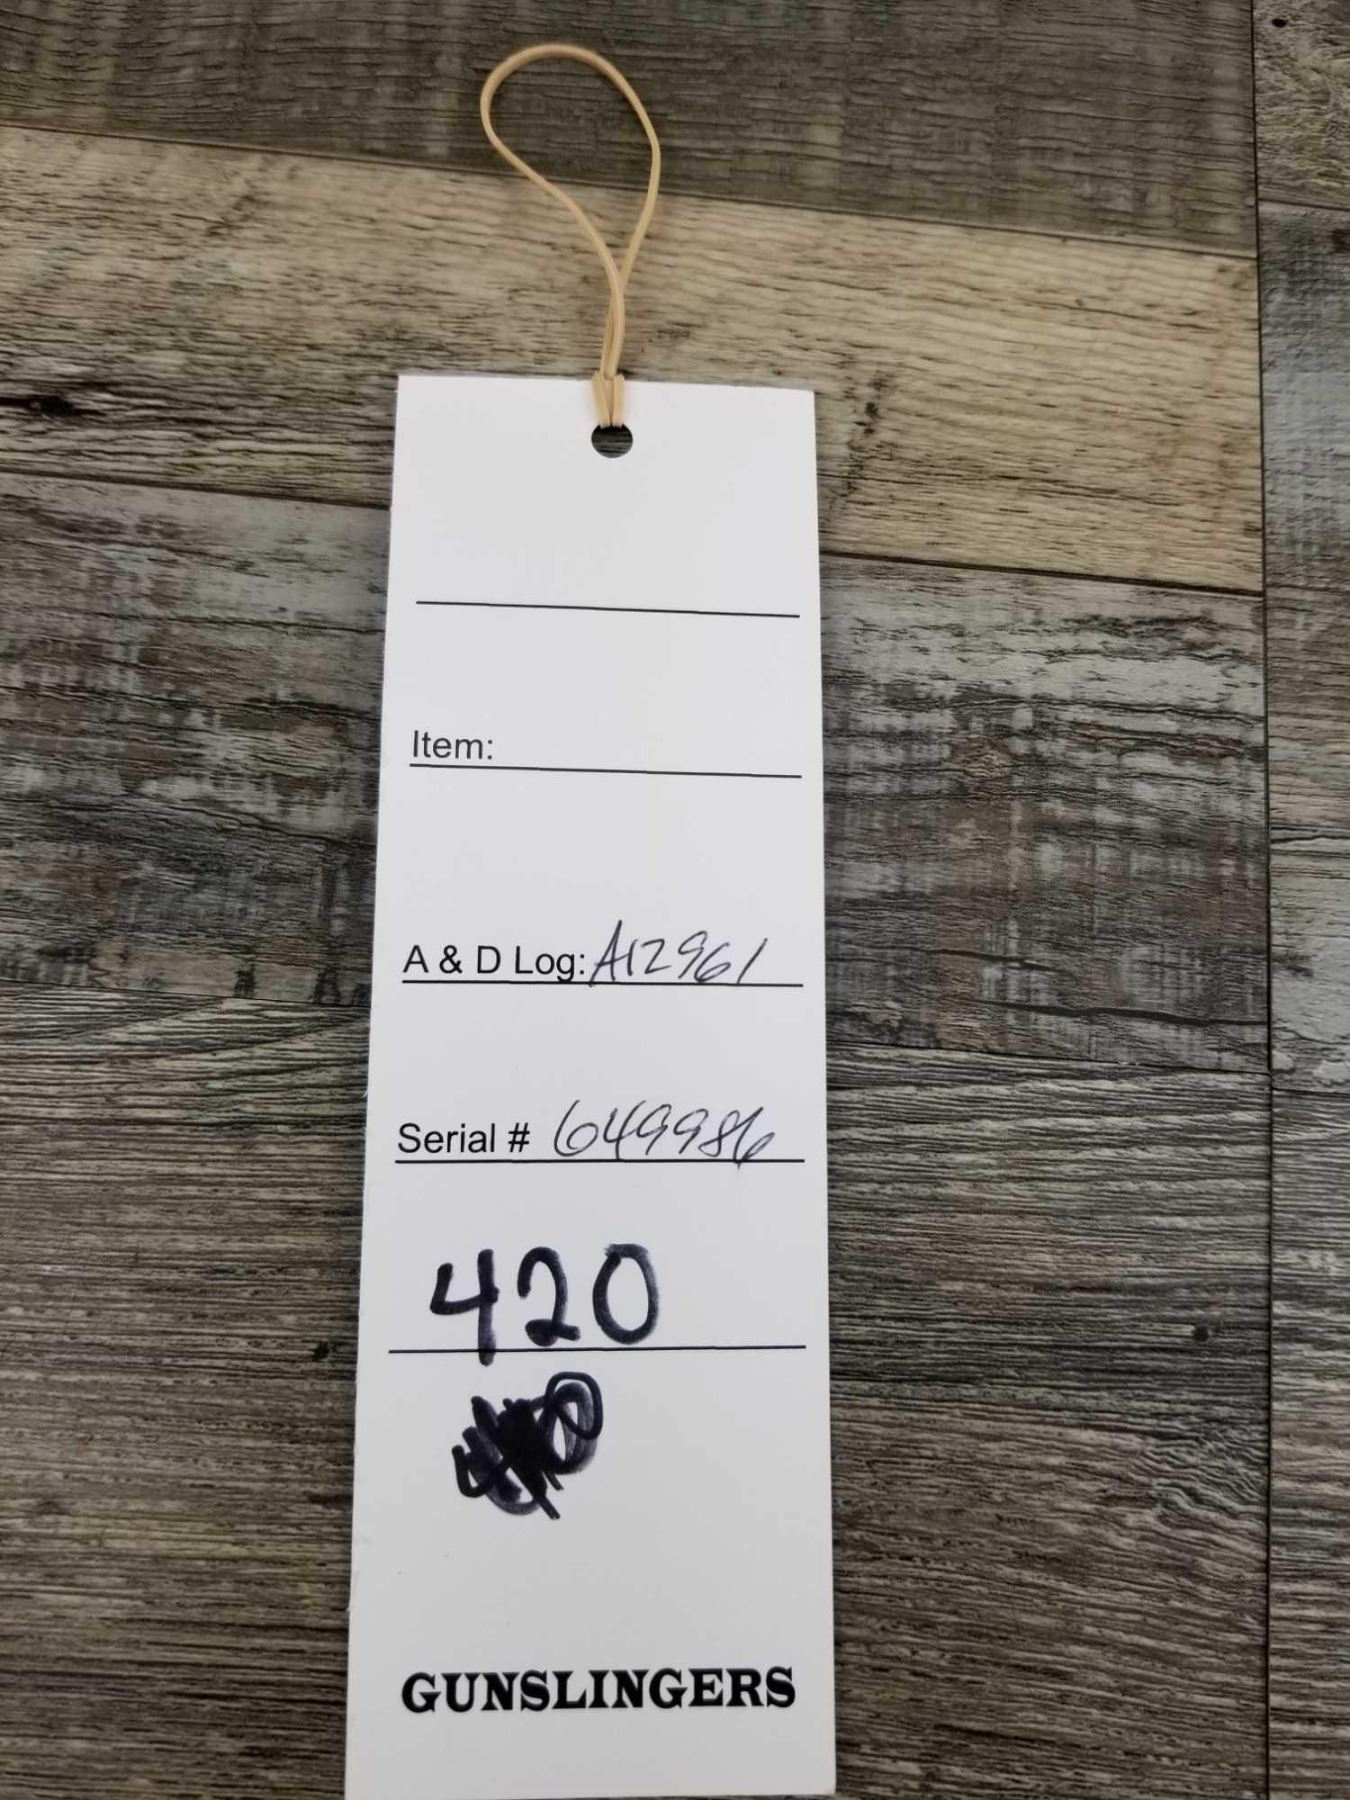 Item:
A & D Log: A12961
Serial # 649986
420
GUNSLINGERS